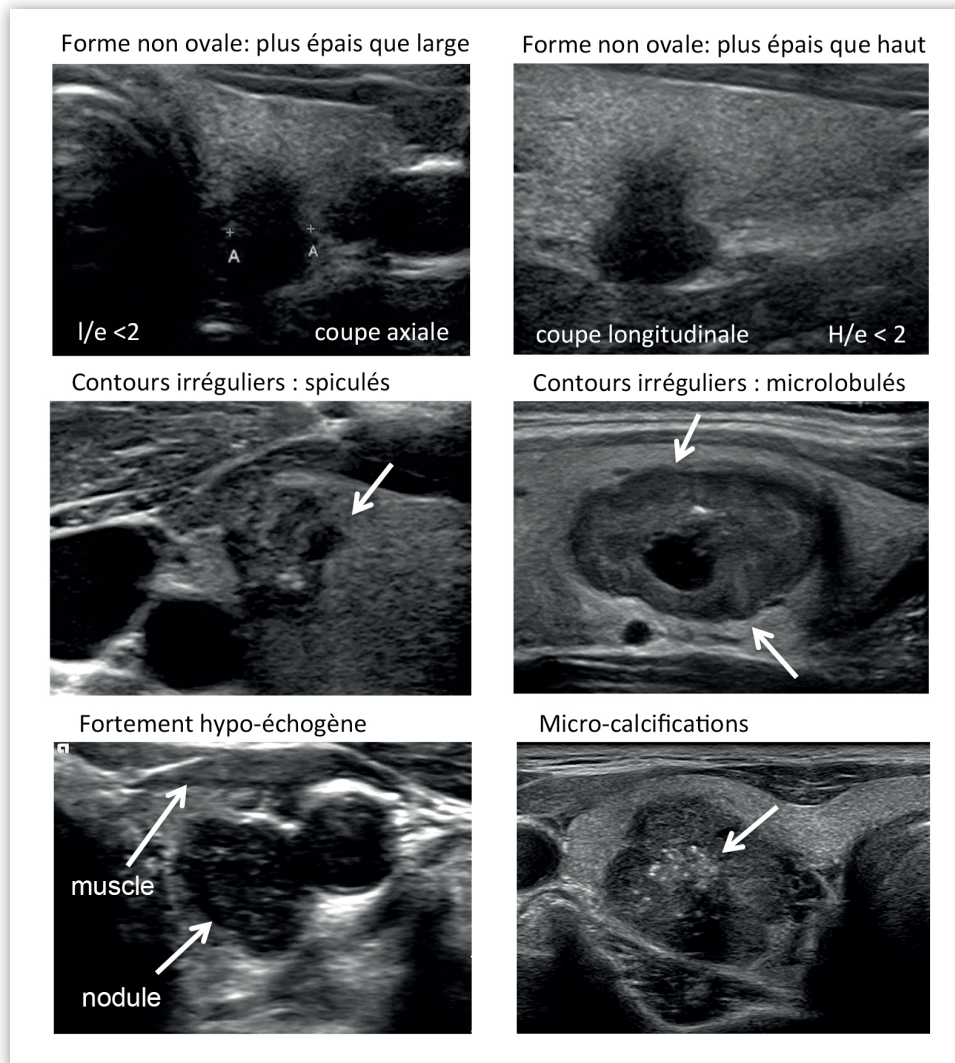 Forme non ovale: plus épais que large
Forme non ovale: plus épais que haut
A
A
l/e <2
coupe axiale
coupe longitudinale
H/e < 2
Contours irréguliers : spiculés
Contours irréguliers : microlobulés
Fortement hypo-échogène
Micro-calcifications
muscle
nodule